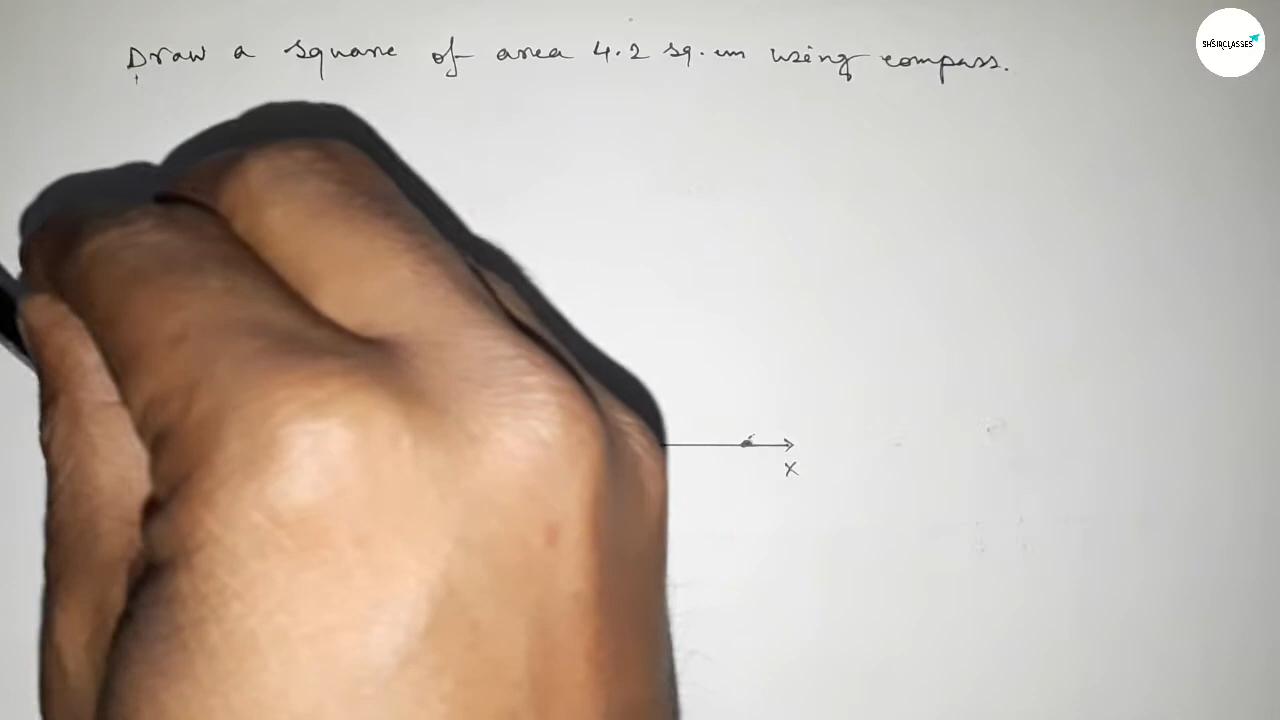 Draw a square of area 4.2 sq. cm using compass.
SHSIRCLASSES
X